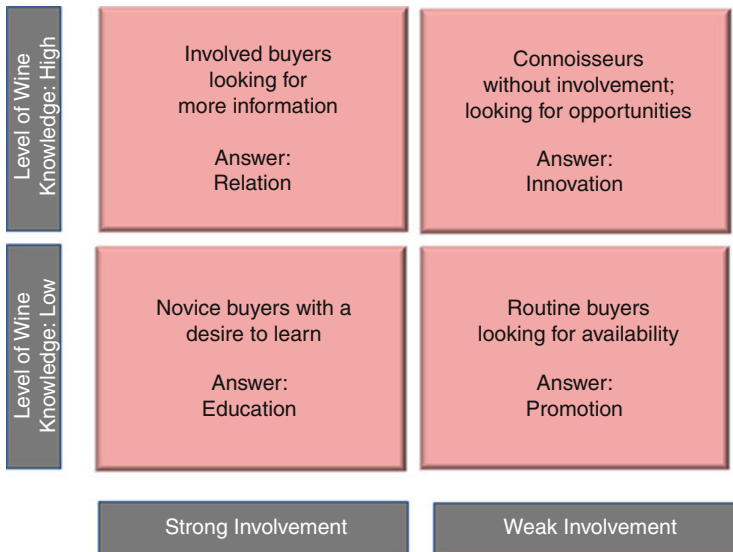 Level of Wine
Knowledge: High
Involved buyers
looking for
more information
Answer:
Relation
Connoisseurs
without involvement;
looking for opportunities
Answer:
Innovation
Level of Wine
Knowledge: Low
Novice buyers with a
desire to learn
Answer:
Education
Routine buyers
looking for availability
Answer:
Promotion
Strong Involvement
Weak Involvement